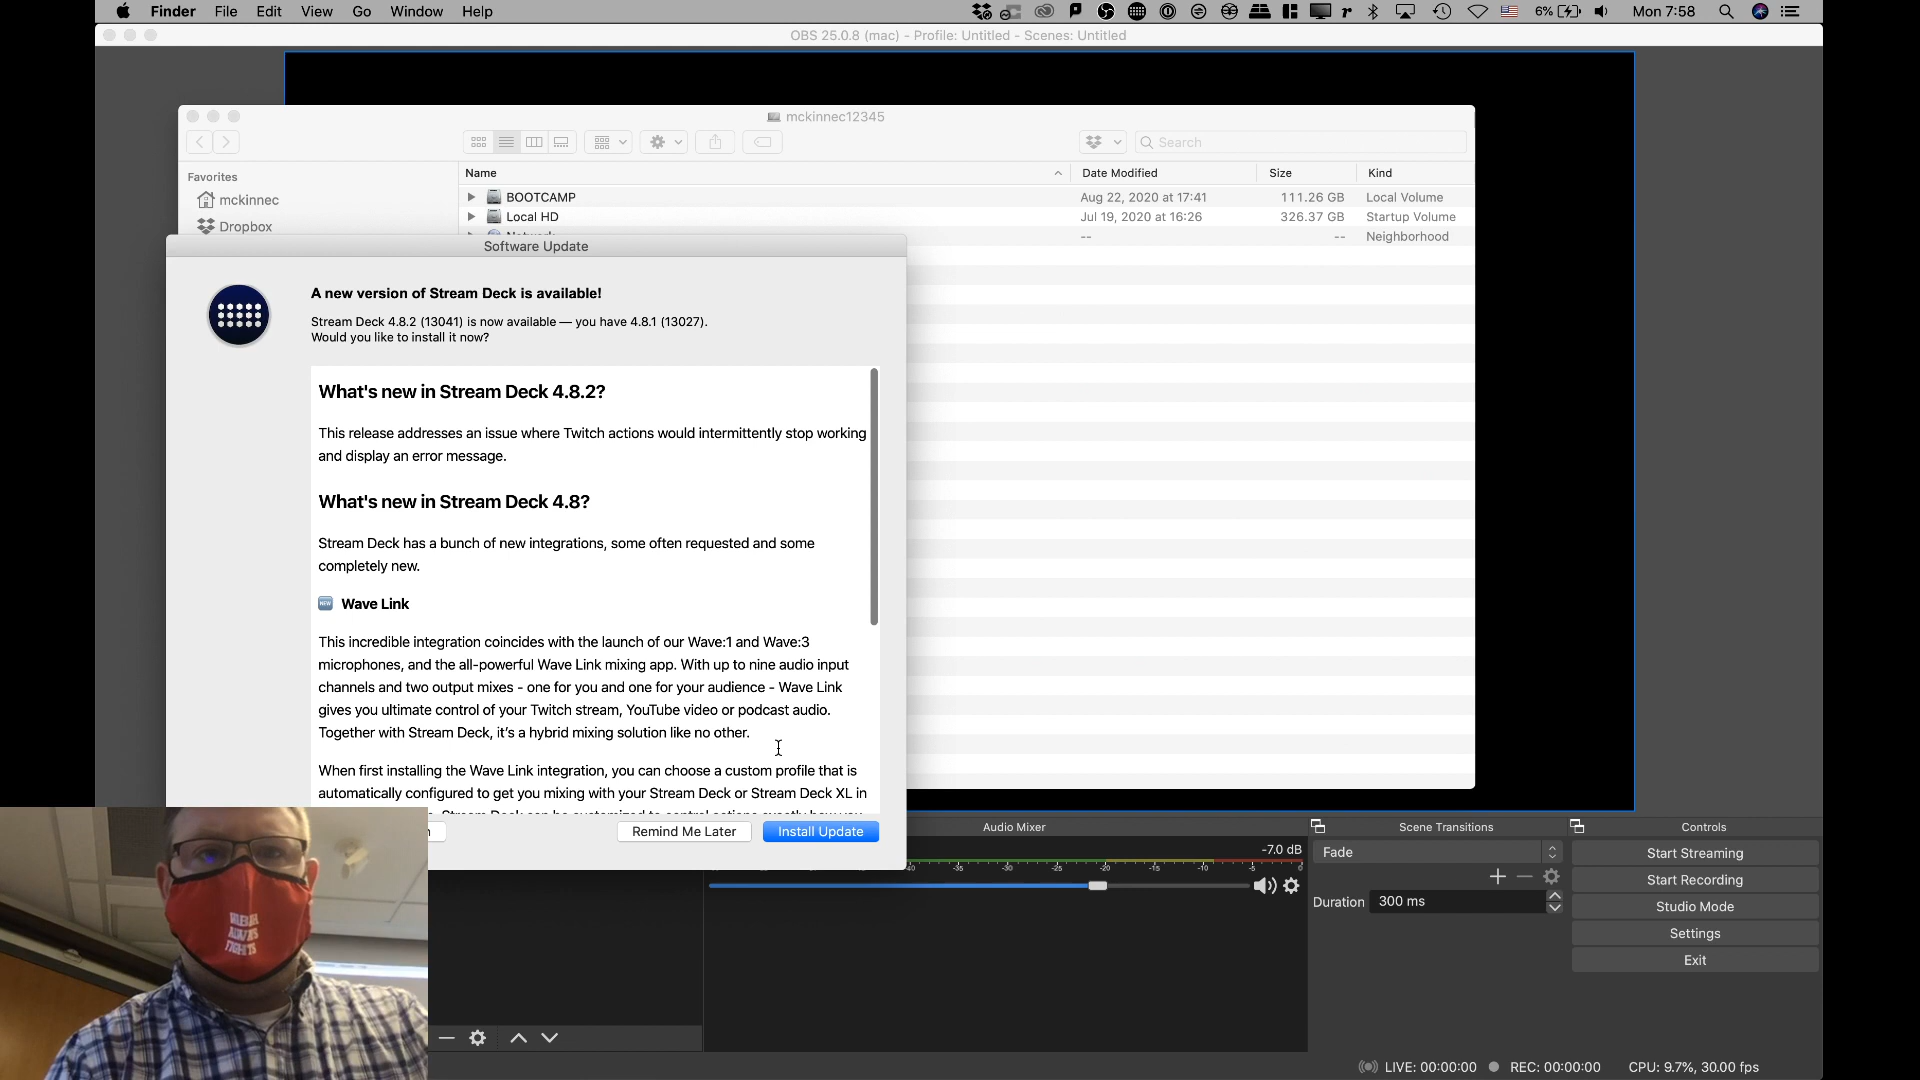 Finder File Edit View Go Window Help
6% Mon 7:58
OBS 25.0.8 (mac) - Profile: Untitled - Scenes: Untitled
mckinnec12345
Search
Favorites
mckinnec
Dropbox
Name Date Modified Size Kind
BOOTCAMP Aug 22, 2020 at 17:41 111.26 GB Local Volume
Local HD Jul 19, 2020 at 16:26 326.37 GB Startup Volume
-- -- Neighborhood
Software Update
A new version of Stream Deck is available!
Stream Deck 4.8.2 (13041) is now available — you have 4.8.1 (13027).
Would you like to install it now?
What's new in Stream Deck 4.8.2?
This release addresses an issue where Twitch actions would intermittently stop working
and display an error message.
What's new in Stream Deck 4.8?
Stream Deck has a bunch of new integrations, some often requested and some
completely new.
NEW Wave Link
This incredible integration coincides with the launch of our Wave:1 and Wave:3
microphones, and the all-powerful Wave Link mixing app. With up to nine audio input
channels and two output mixes - one for you and one for your audience - Wave Link
gives you ultimate control of your Twitch stream, YouTube video or podcast audio.
Together with Stream Deck, it's a hybrid mixing solution like no other.
When first installing the Wave Link integration, you can choose a custom profile that is
automatically configured to get you mixing with your Stream Deck or Stream Deck XL in
Remind Me Later Install Update
Audio Mixer
-7.0 dB
-40 -35 -30 -25 -20 -15 -10 -5 0
Scene Transitions
Fade
Duration 300 ms
Controls
Start Streaming
Start Recording
Studio Mode
Settings
Exit
ALWAYS
FIGHTS
LIVE: 00:00:00 REC: 00:00:00 CPU: 9.7%, 30.00 fps